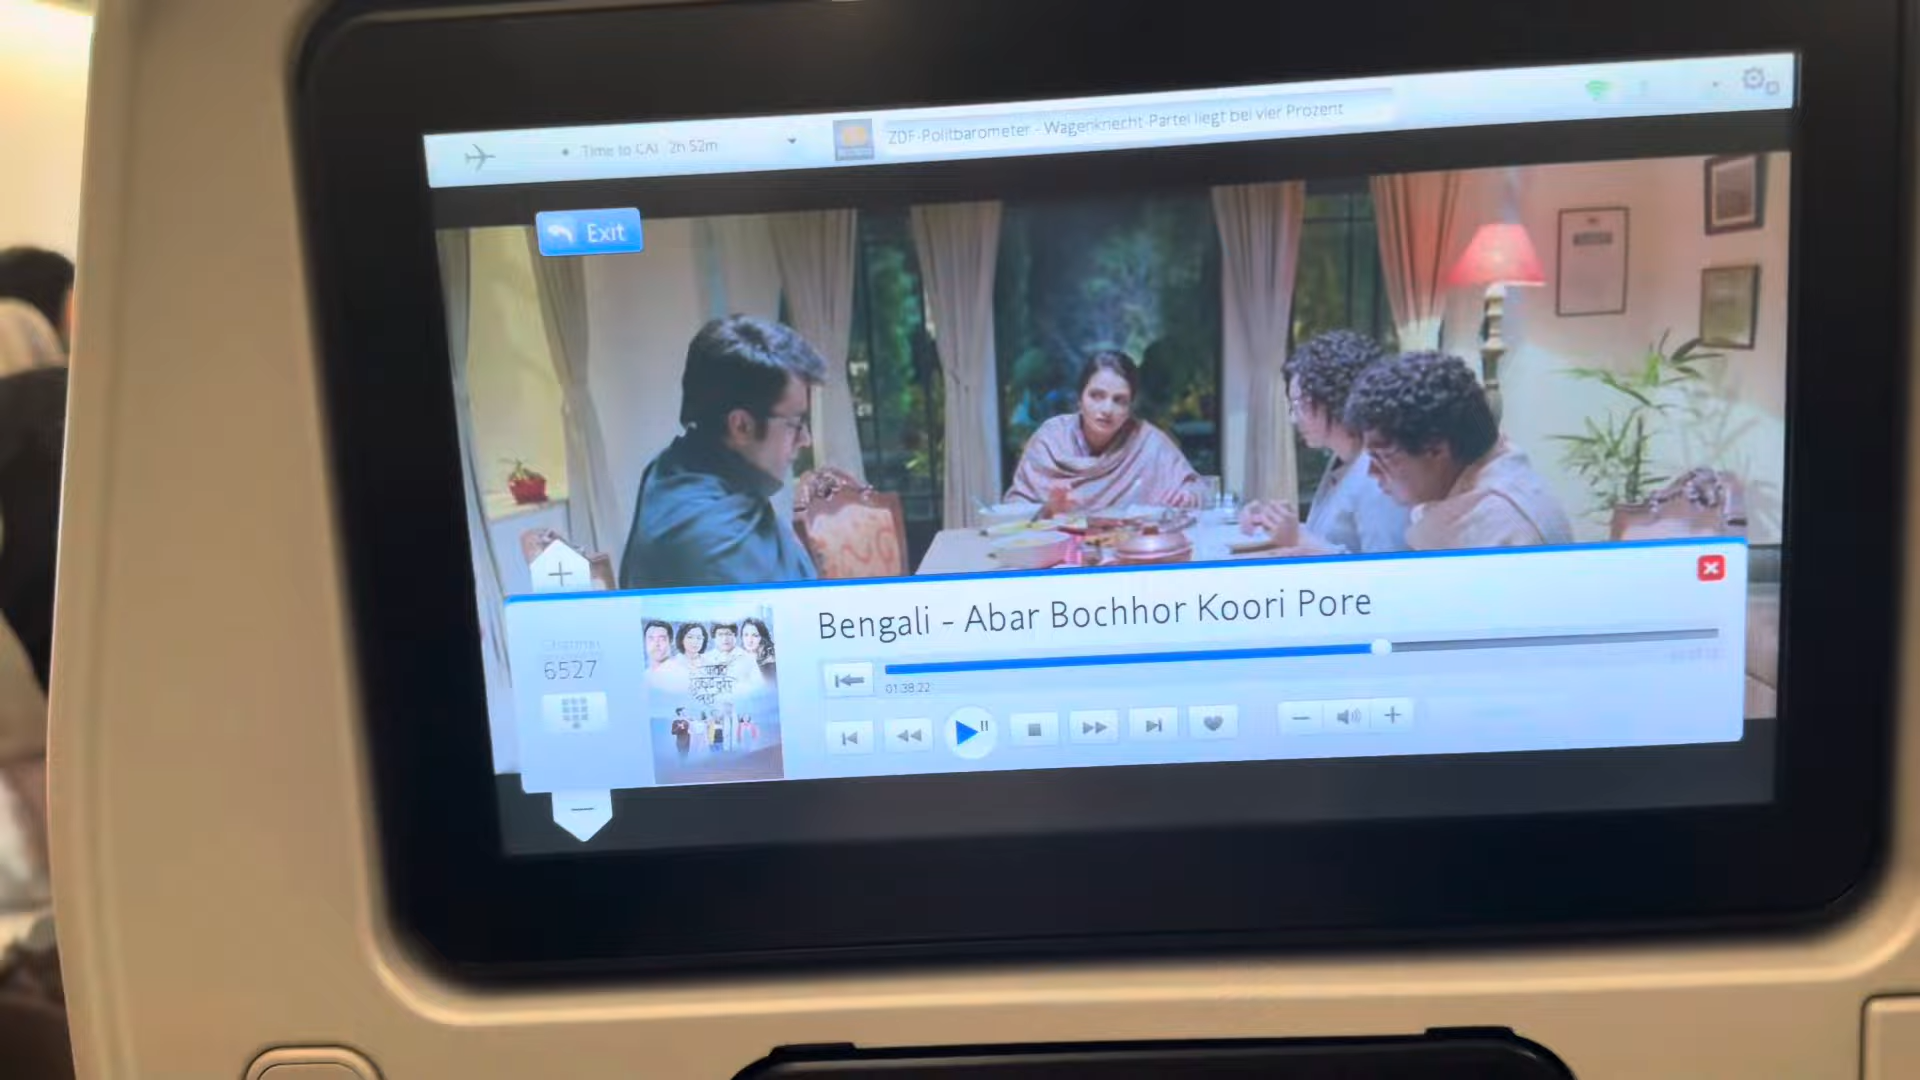 Time to CAI 2h 52m
ZDF-Politbarometer - Wagenknecht-Partei liegt bei vier Prozent
Exit
Bengali - Abar Bochhor Koori Pore
Channel
6527
01:38:22